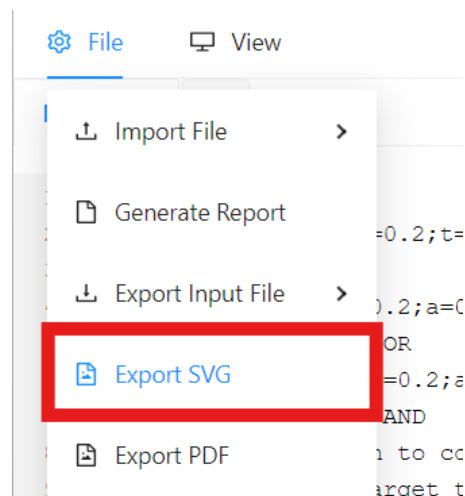 File View
Import File
Generate Report
=0.2;t=
Export Input File
0.2;a=0
OR
Export SVG
=0.2;a
AND
Export PDF
to co
arget t